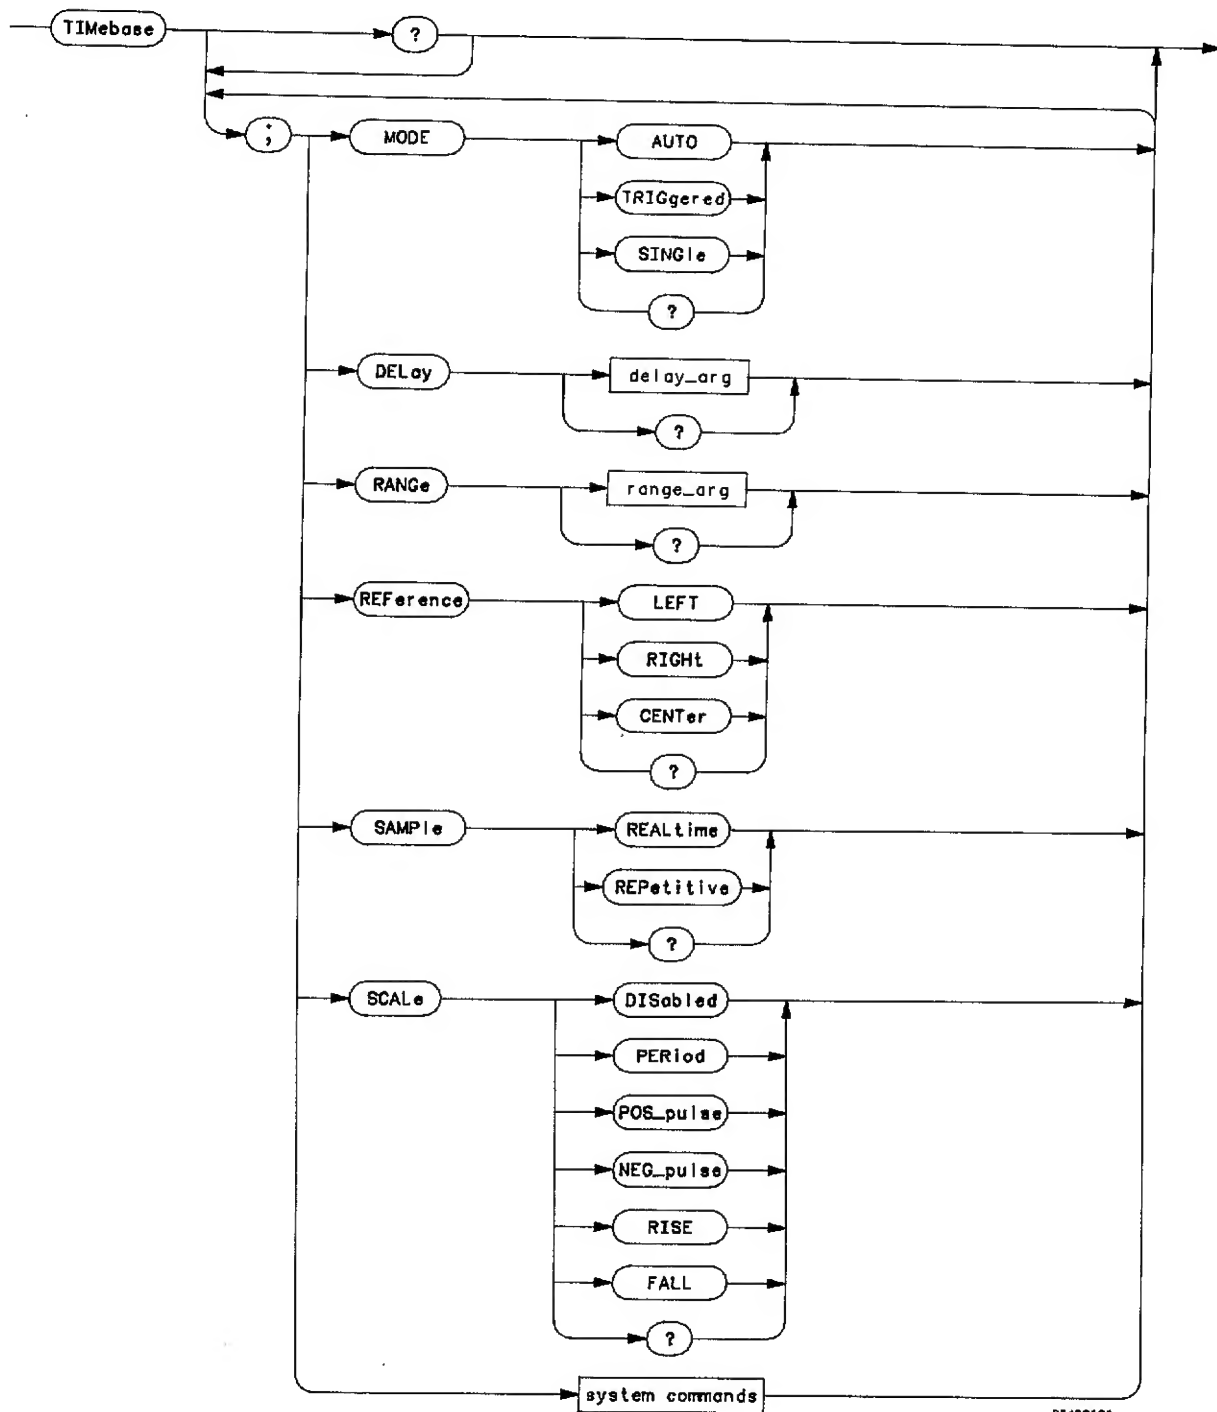 TIMebase
?
;
MODE
AUTO
TRIGgered
SINGle
?
DELay
delay_arg
?
RANGe
range_arg
?
REFerence
LEFT
RIGHt
CENTer
?
SAMPle
REALtime
REPetitive
?
SCALe
DISabled
PERiod
POS_pulse
NEG_pulse
RISE
FALL
?
system commands